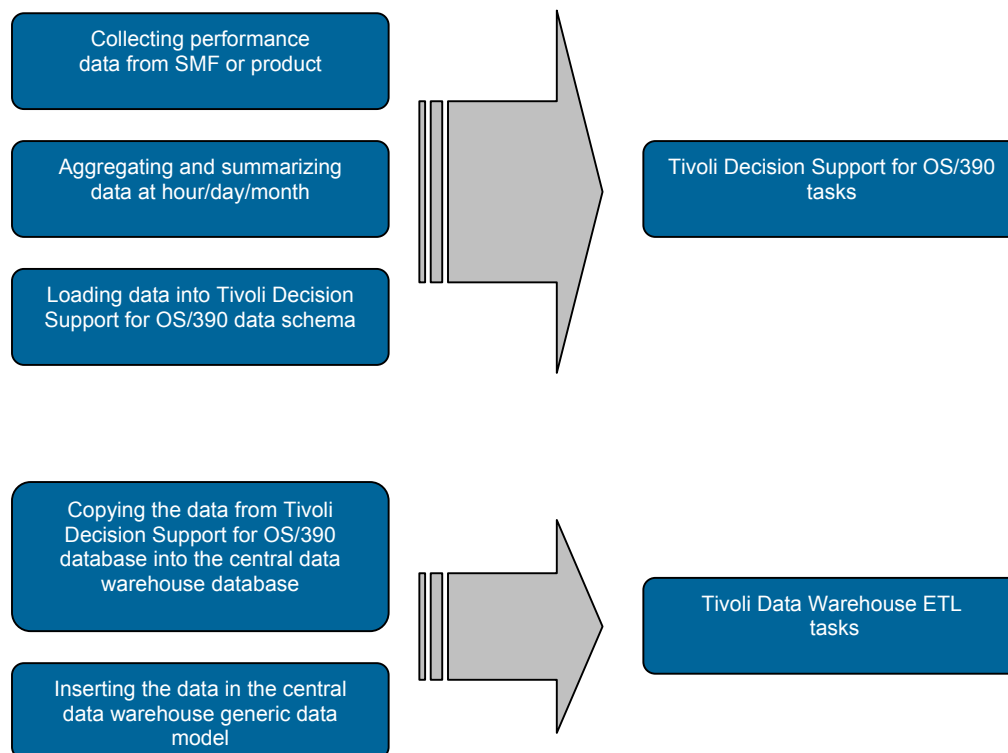 Collecting performance
data from SMF or product
Aggregating and summarizing
data at hour/day/month
Loading data into Tivoli Decision
Support for OS/390 data schema
Tivoli Decision Support for OS/390
tasks
Copying the data from Tivoli
Decision Support for OS/390
database into the central data
warehouse database
Inserting the data in the central
data warehouse generic data
model
Tivoli Data Warehouse ETL
tasks